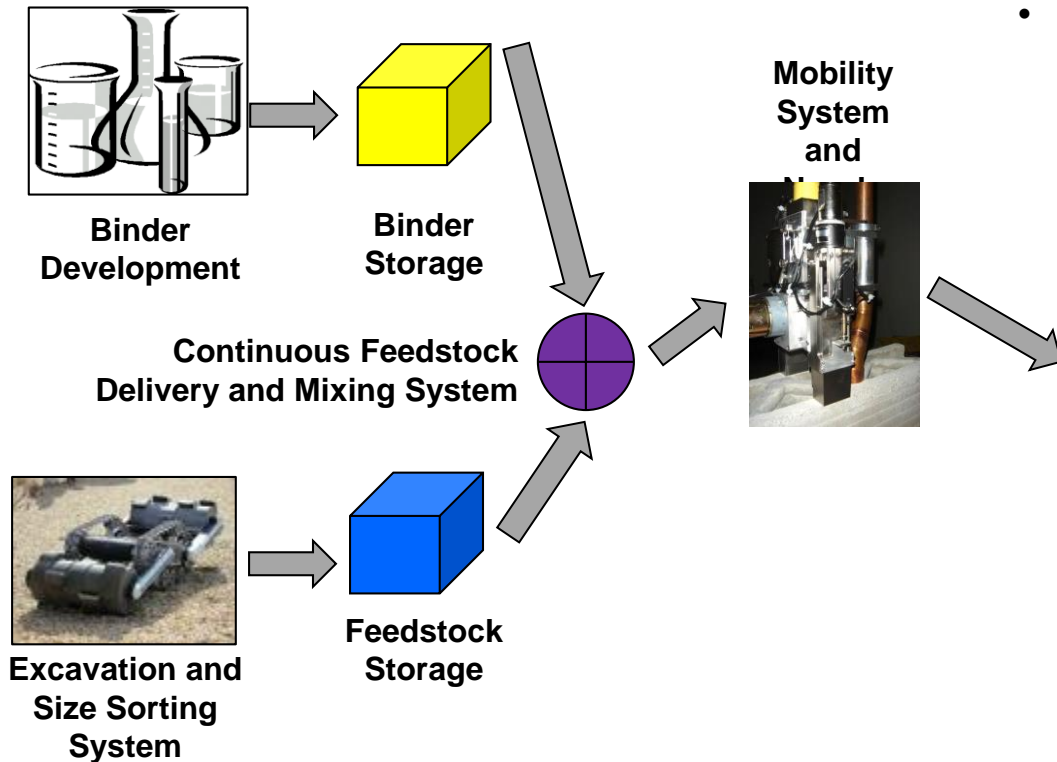 Binder
Development
Binder
Storage
Mobility
System
and
Continuous Feedstock
Delivery and Mixing System
Excavation and
Size Sorting
System
Feedstock
Storage